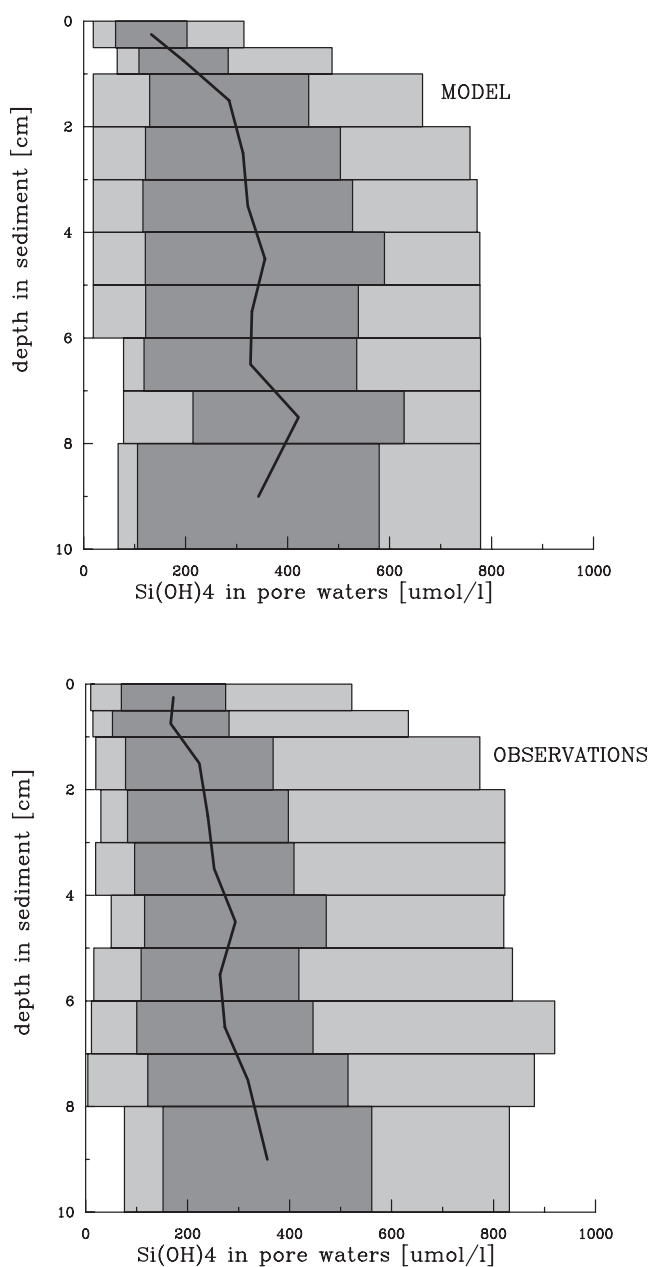 0
2
4
6
8
10
depth in sediment [cm]
MODEL
0 200 400 600 800 1000
Si(OH)4 in pore waters [umol/l]
0
2
4
6
8
10
depth in sediment [cm]
OBSERVATIONS
0 200 400 600 800 1000
Si(OH)4 in pore waters [umol/l]